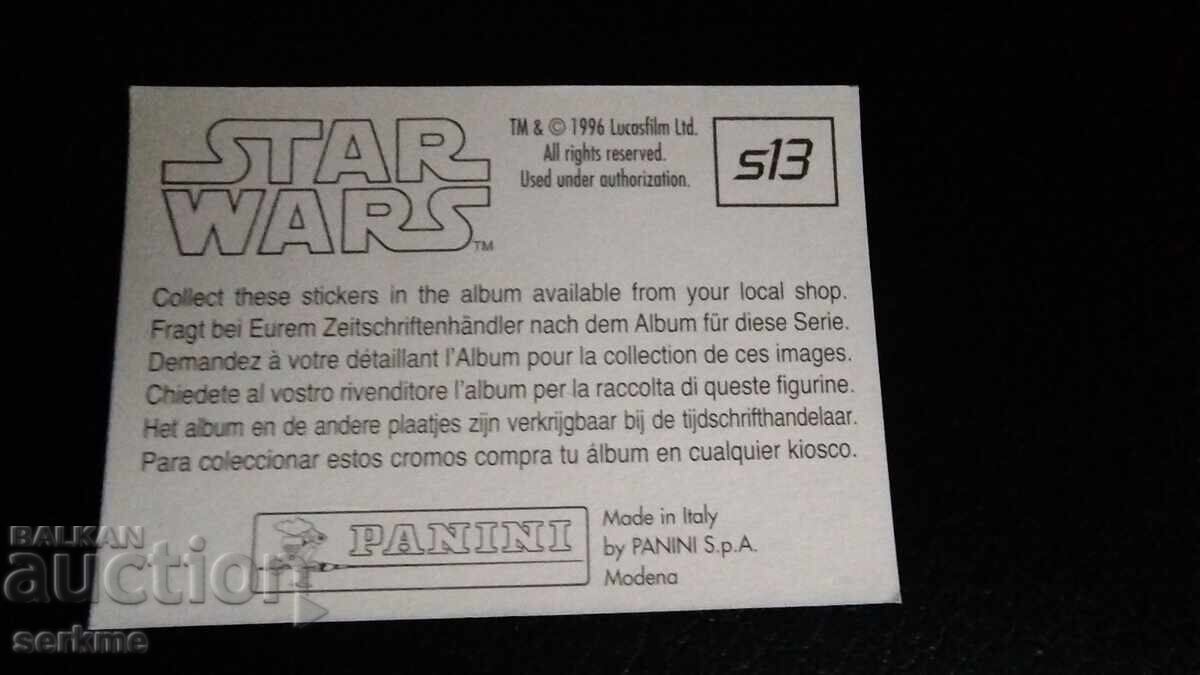 STAR
WARS
TM
TM & © 1996 Lucasfilm Ltd.
All rights reserved.
Used under authorization.
s13
Collect these stickers in the album available from your local shop.
Fragt bei Eurem Zeitschriftenhändler nach dem Album für diese Serie.
Demandez à votre détaillant l'Album pour la collection de ces images.
Chiedete al vostro rivenditore l'album per la raccolta di queste figurine.
Het album en de andere plaatjes zijn verkrijgbaar bij de tijdschrifthandelaar.
Para coleccionar estos cromos compra tu álbum en cualquier kiosco.
PANINI
Made in Italy
by PANINI S.p.A.
Modena
BALKAN
auction
serkme